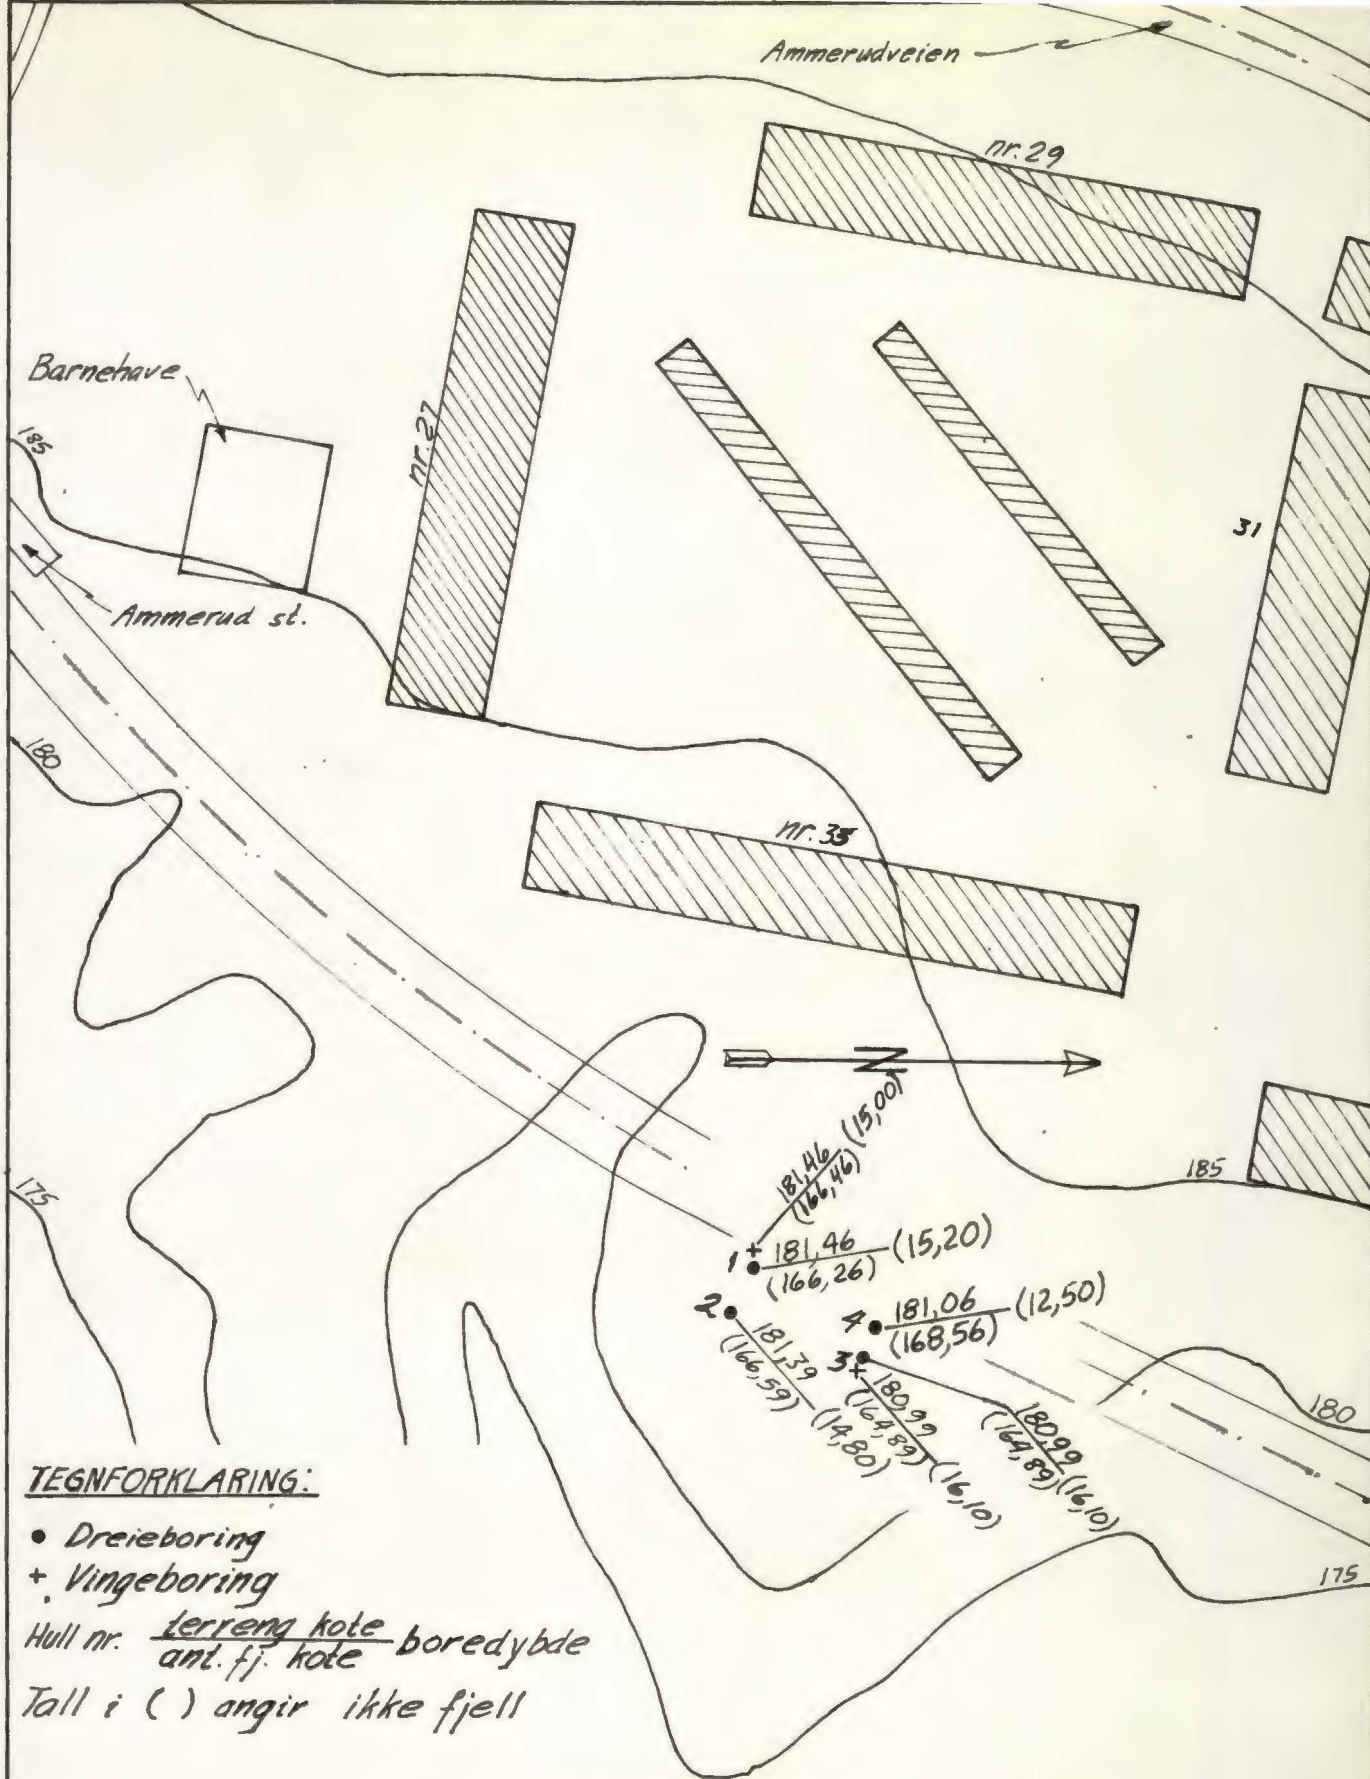 Ammerudveien
nr. 29
Barnehave
nr. 27
185
31
Ammerud st.
180
nr. 33
N
175
185
181,46
(166,46)
(15,00)
1
181,46
(166,26)
(15,20)
2
181,39
(166,59)
(14,80)
4
181,06
(168,56)
(12,50)
3
180,99
(164,89)
(16,10)
180,99
(164,89)
(16,10)
180
175
TEGNFORKLARING:
• Dreieboring
+ Vingeboring
Hull nr. terreng kote boredybde
ant. fj. kote
Tall i ( ) angir ikke fjell